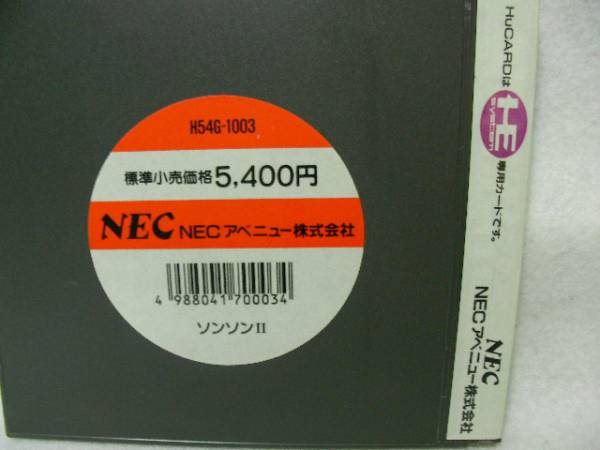 H54G-1003
標準小売価格 5,400円
NEC NECアベニュー株式会社
4 988041 700034
ソンソンII
HuCARDは HE system 専用カードです。
NEC
NECアベニュー株式会社